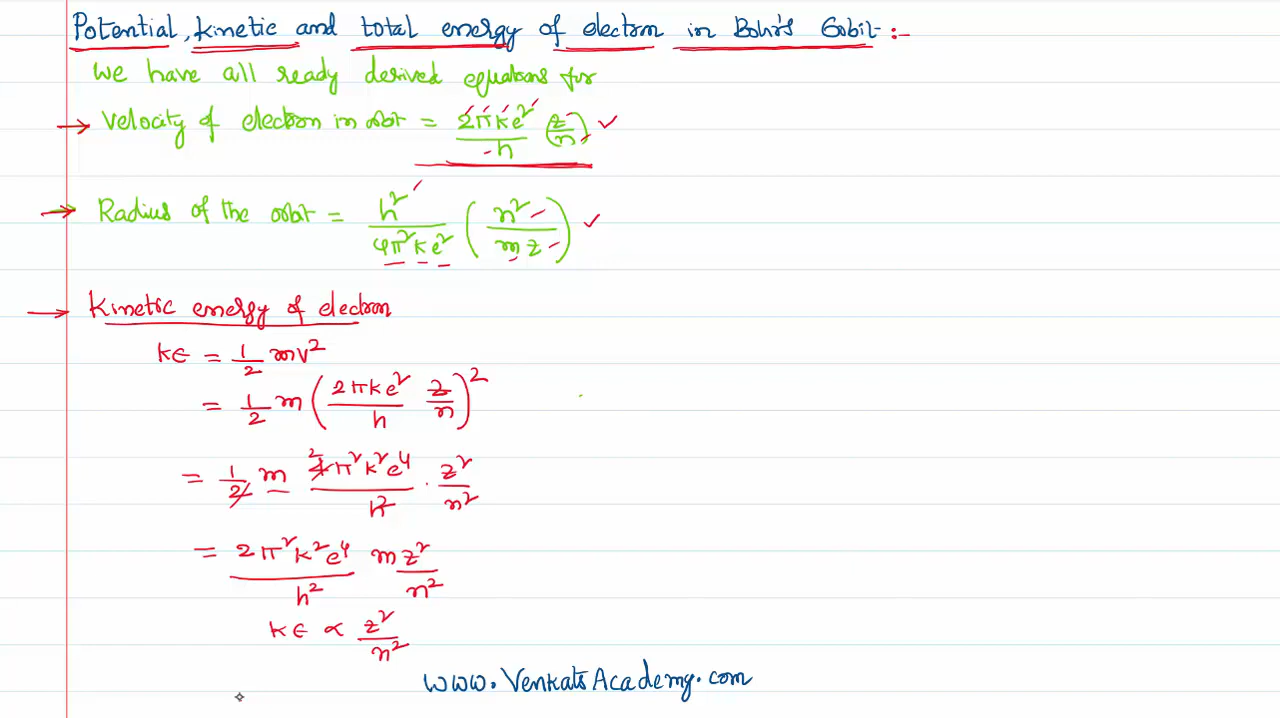 Potential, kinetic and total energy of electron in Bohr's Orbit :-
We have all ready derived equations for
→ Velocity of electron in orbit = 2πke²/h (z/n) ✓
→ Radius of the orbit = h²/4π²ke² (n²/mz) ✓
→ Kinetic energy of electron
KE = 1/2 mv²
= 1/2 m (2πke²/h z/n)²
= 1/2 m 2 4π²k²e⁴/h² · z²/n²
= 2π²k²e⁴/h² mz²/n²
KE ∝ z²/n²
www.VenkatsAcademy.com